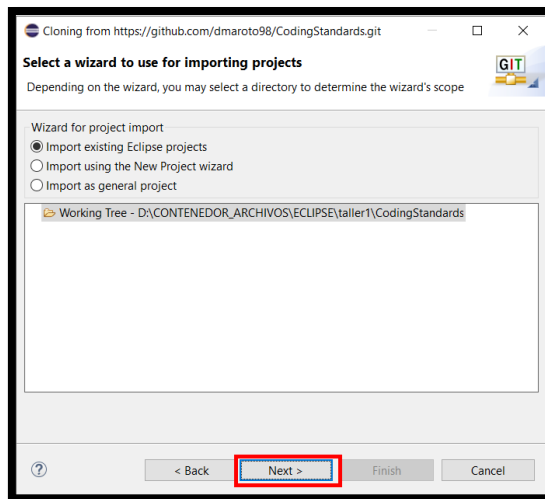 Cloning from https://github.com/dmaroto98/CodingStandards.git
Select a wizard to use for importing projects
GIT
Depending on the wizard, you may select a directory to determine the wizard's scope
Wizard for project import
Import existing Eclipse projects
Import using the New Project wizard
Import as general project
Working Tree - D:\CONTENEDOR_ARCHIVOS\ECLIPSE\taller1\CodingStandards
? < Back Next > Finish Cancel